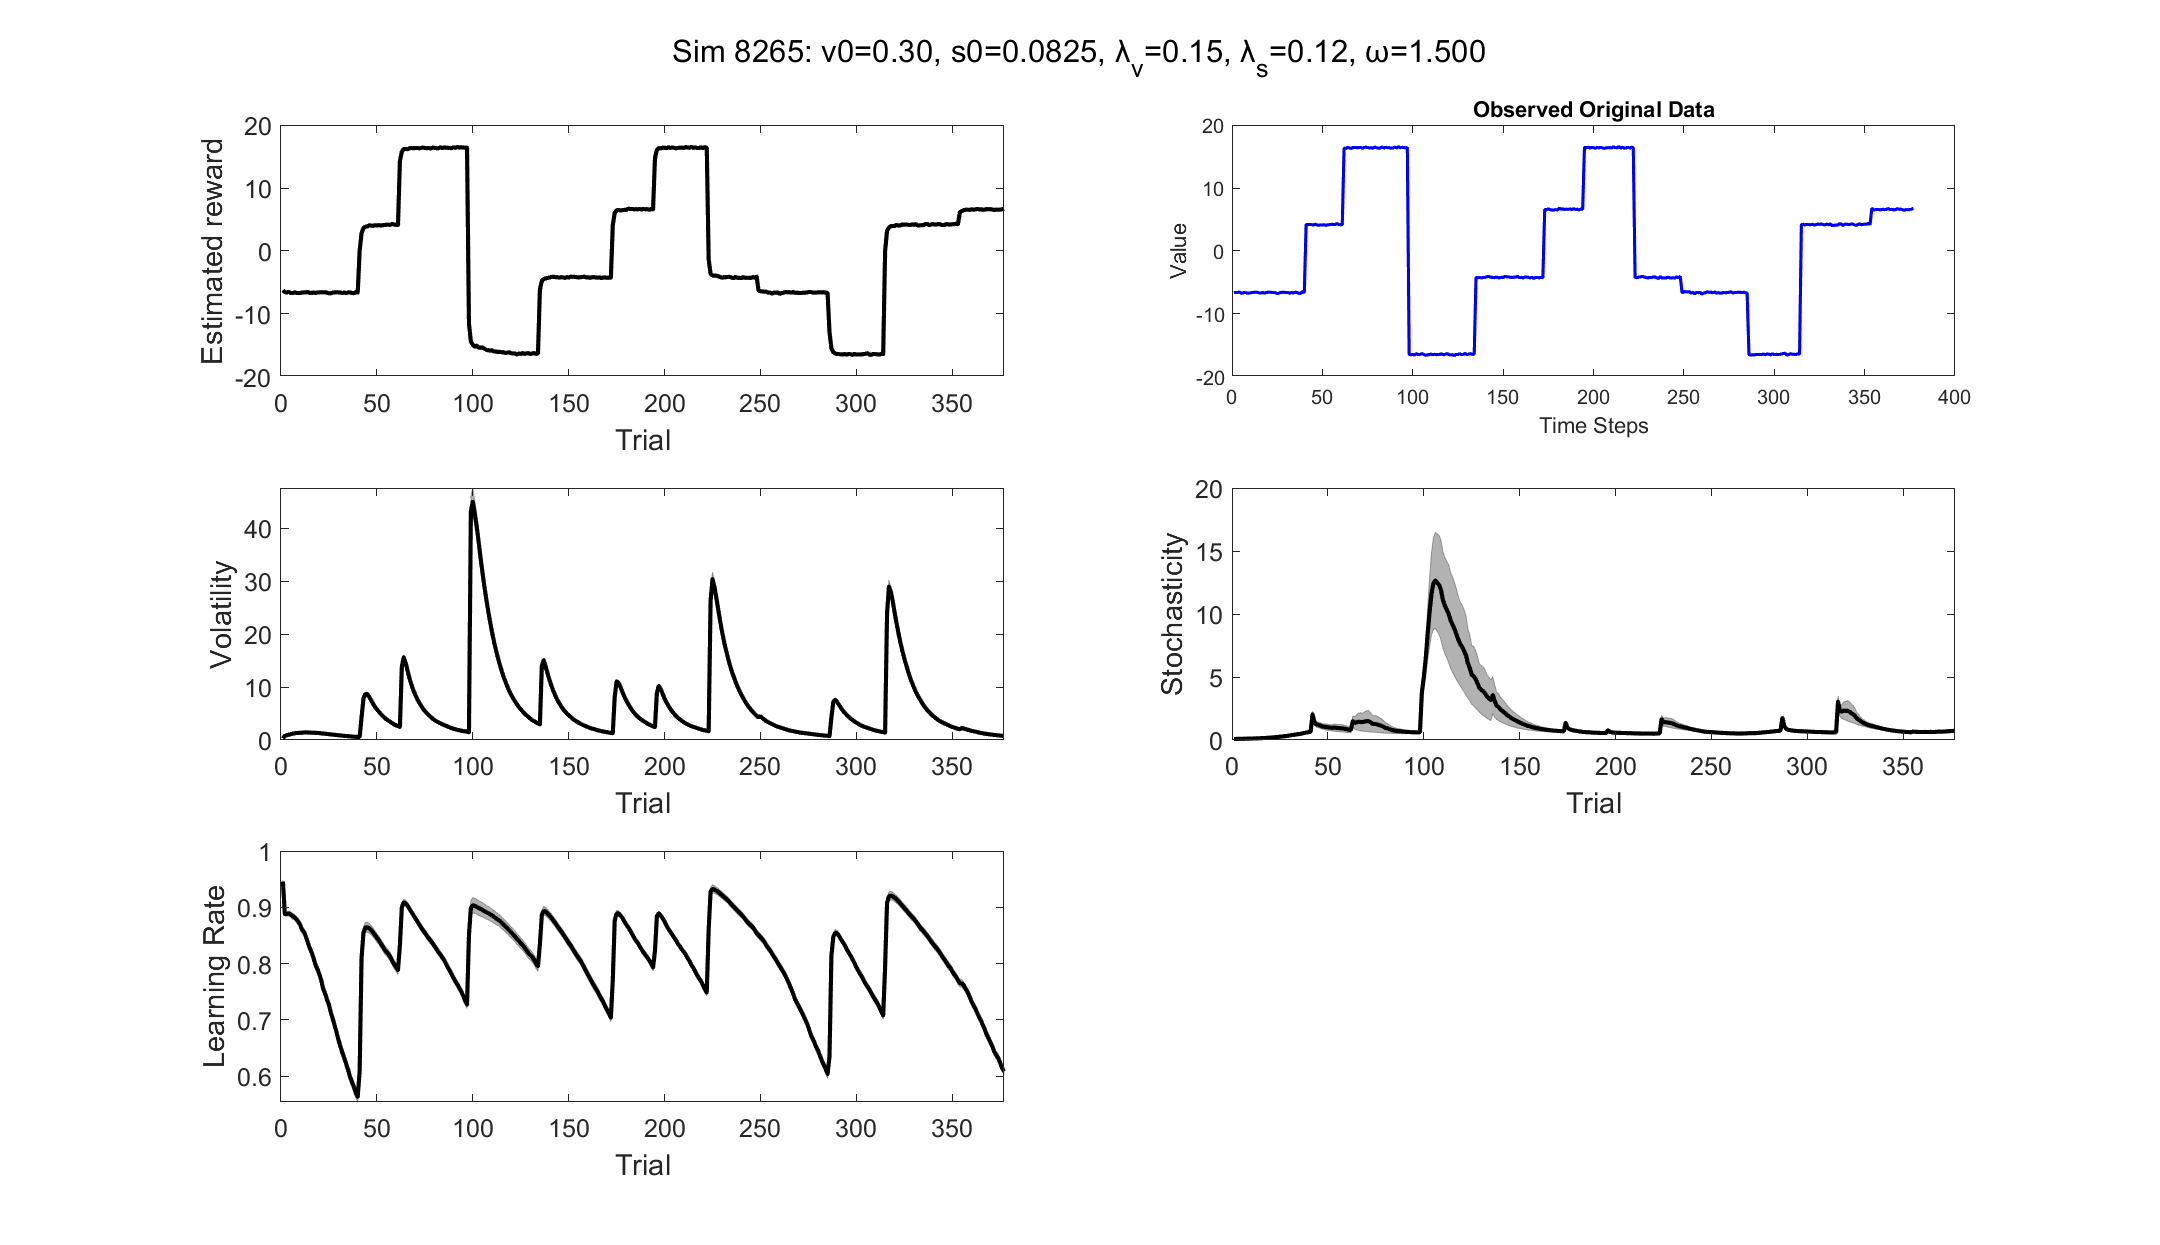 Sim 8265: v0=0.30, s0=0.0825, λv=0.15, λs=0.12, ω=1.500
Estimated reward
20
10
0
-10
-20
0 50 100 150 200 250 300 350
Trial
Observed Original Data
Value
20
10
0
-10
-20
0 50 100 150 200 250 300 350 400
Time Steps
Volatility
40
30
20
10
0
0 50 100 150 200 250 300 350
Trial
Stochasticity
20
15
10
5
0
0 50 100 150 200 250 300 350
Trial
Learning Rate
1
0.9
0.8
0.7
0.6
0 50 100 150 200 250 300 350
Trial